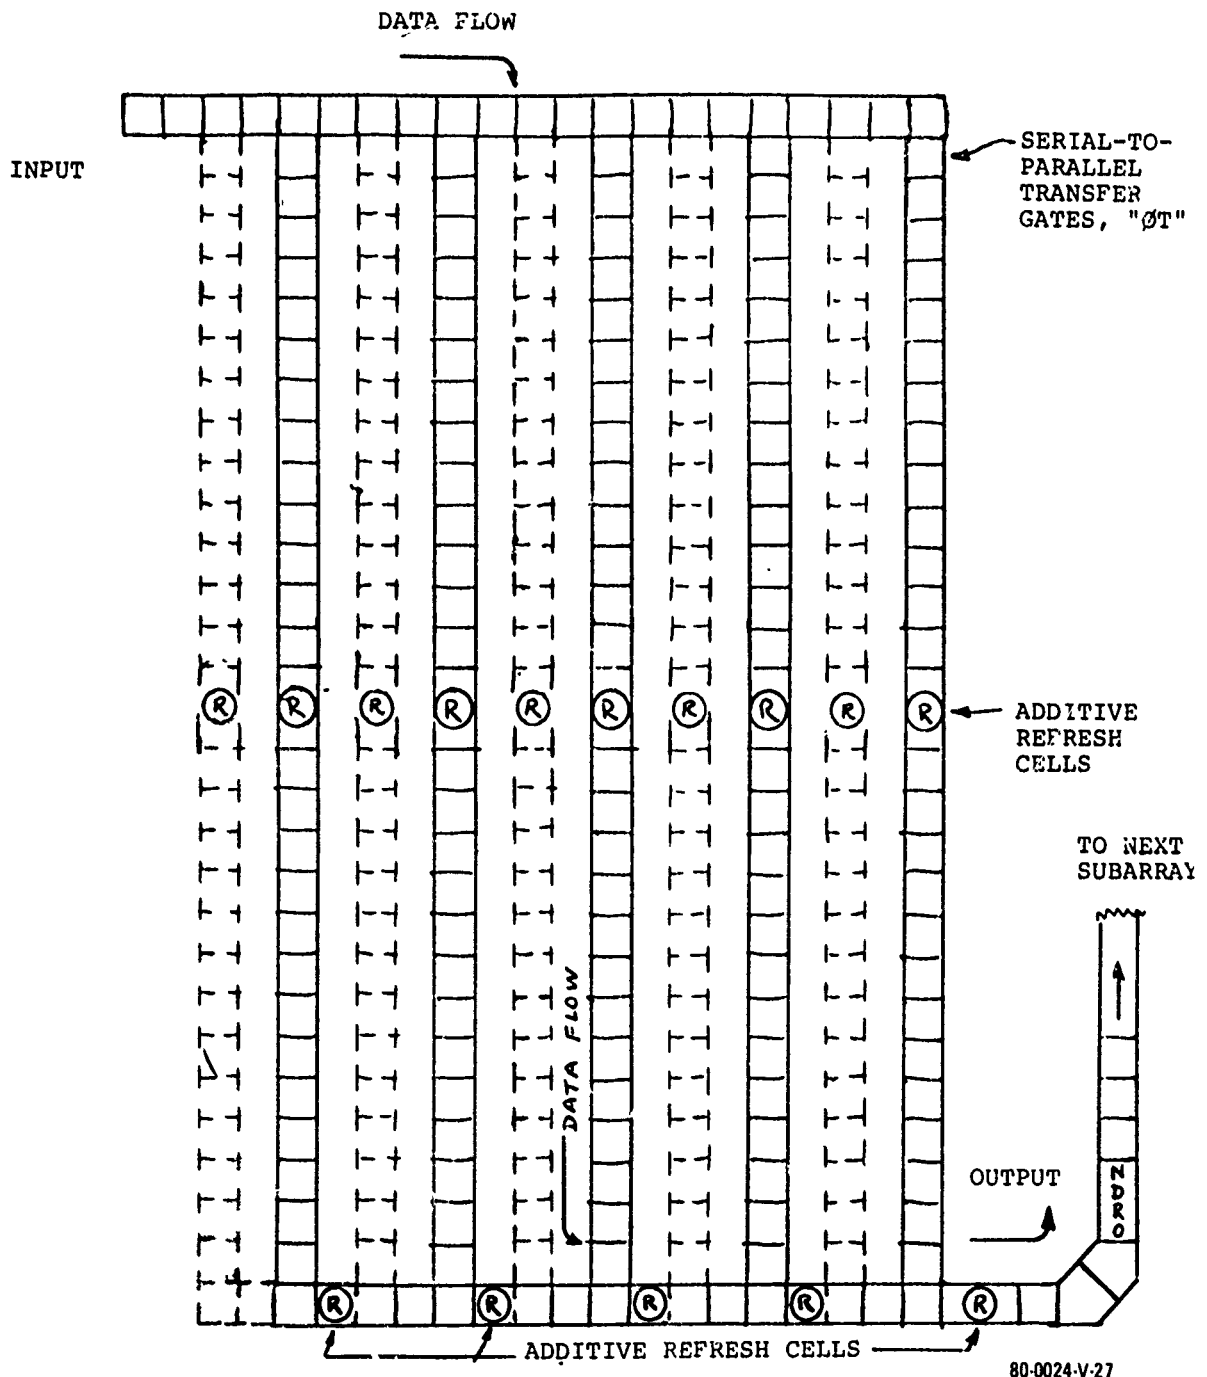 DATA FLOW
INPUT
SERIAL-TO-
PARALLEL
TRANSFER
GATES, "ØT"
R R R R R R R R R R
ADDITIVE
REFRESH
CELLS
TO NEXT
SUBARRAY
DATA FLOW
OUTPUT
NDRO
R R R R R
ADDITIVE REFRESH CELLS
80-0024-V-27